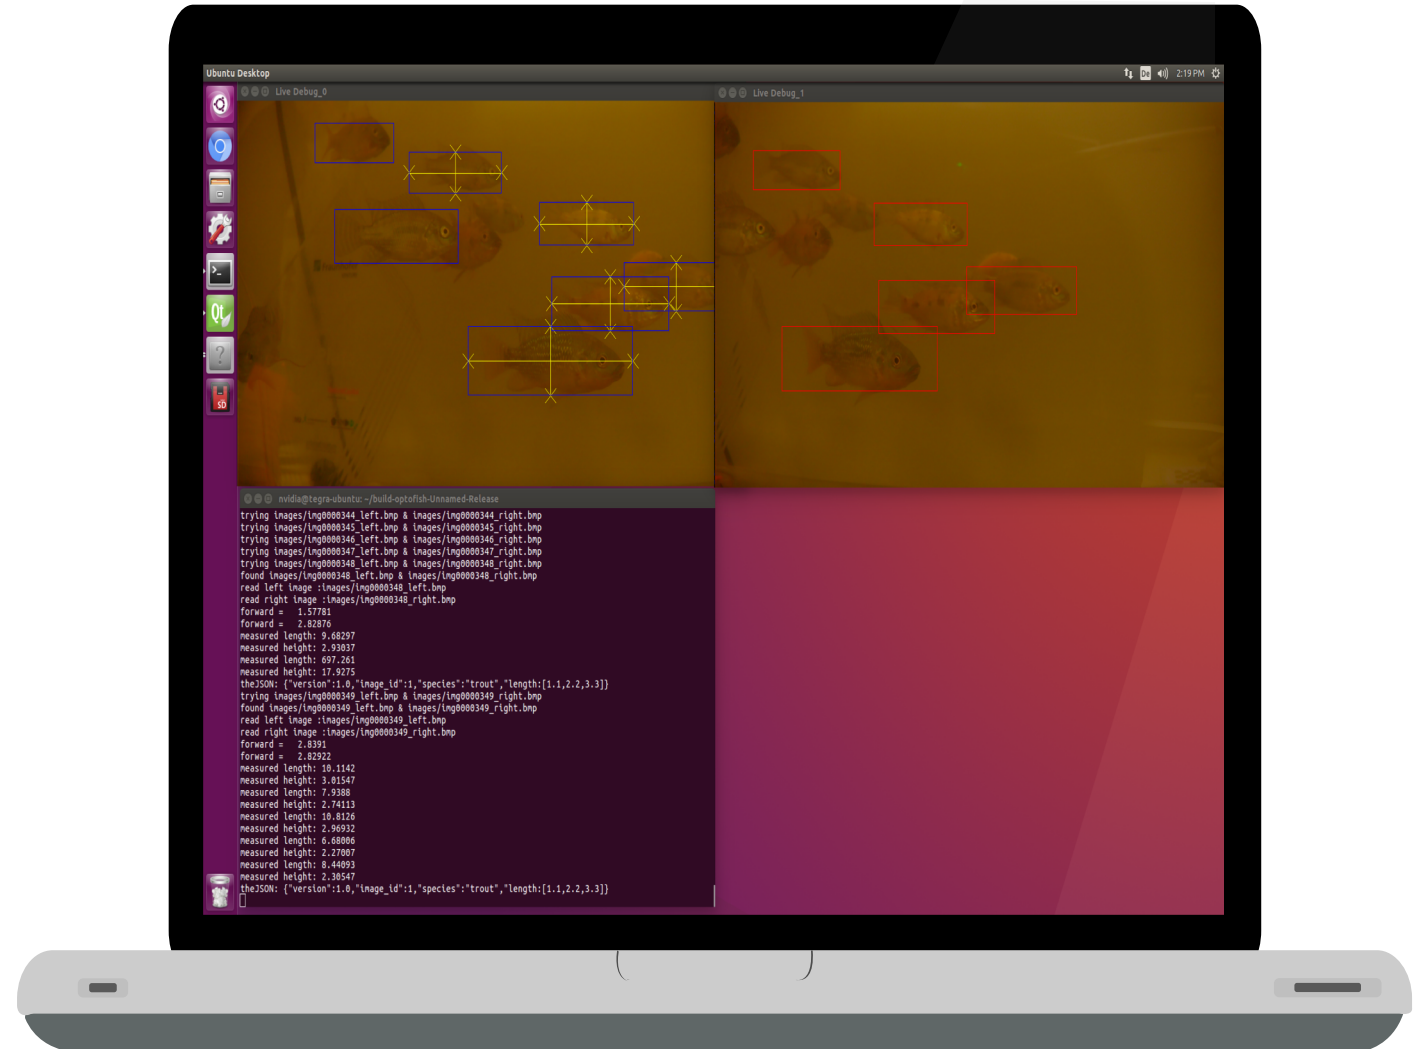 Ubuntu Desktop
De
2:19 PM
Live Debug_0
Live Debug_1
Qt
?
SD
nvidia@tegra-ubuntu: ~/build-optofish-Unnamed-Release
trying images/img0000344_left.bmp & images/img0000344_right.bmp
trying images/img0000345_left.bmp & images/img0000345_right.bmp
trying images/img0000346_left.bmp & images/img0000346_right.bmp
trying images/img0000347_left.bmp & images/img0000347_right.bmp
trying images/img0000348_left.bmp & images/img0000348_right.bmp
found images/img0000348_left.bmp & images/img0000348_right.bmp
read left image :images/img0000348_left.bmp
read right image :images/img0000348_right.bmp
forward =   1.57781
forward =   2.82876
measured length: 9.68297
measured height: 2.93037
measured length: 697.261
measured height: 17.9275
theJSON: {"version":1.0,"image_id":1,"species":"trout","length:[1.1,2.2,3.3]}
trying images/img0000349_left.bmp & images/img0000349_right.bmp
found images/img0000349_left.bmp & images/img0000349_right.bmp
read left image :images/img0000349_left.bmp
read right image :images/img0000349_right.bmp
forward =   2.8391
forward =   2.82922
measured length: 10.1142
measured height: 3.01547
measured length: 7.9388
measured height: 2.74113
measured length: 10.8126
measured height: 2.96932
measured length: 6.68006
measured height: 2.27007
measured length: 8.44093
measured height: 2.30547
theJSON: {"version":1.0,"image_id":1,"species":"trout","length:[1.1,2.2,3.3]}